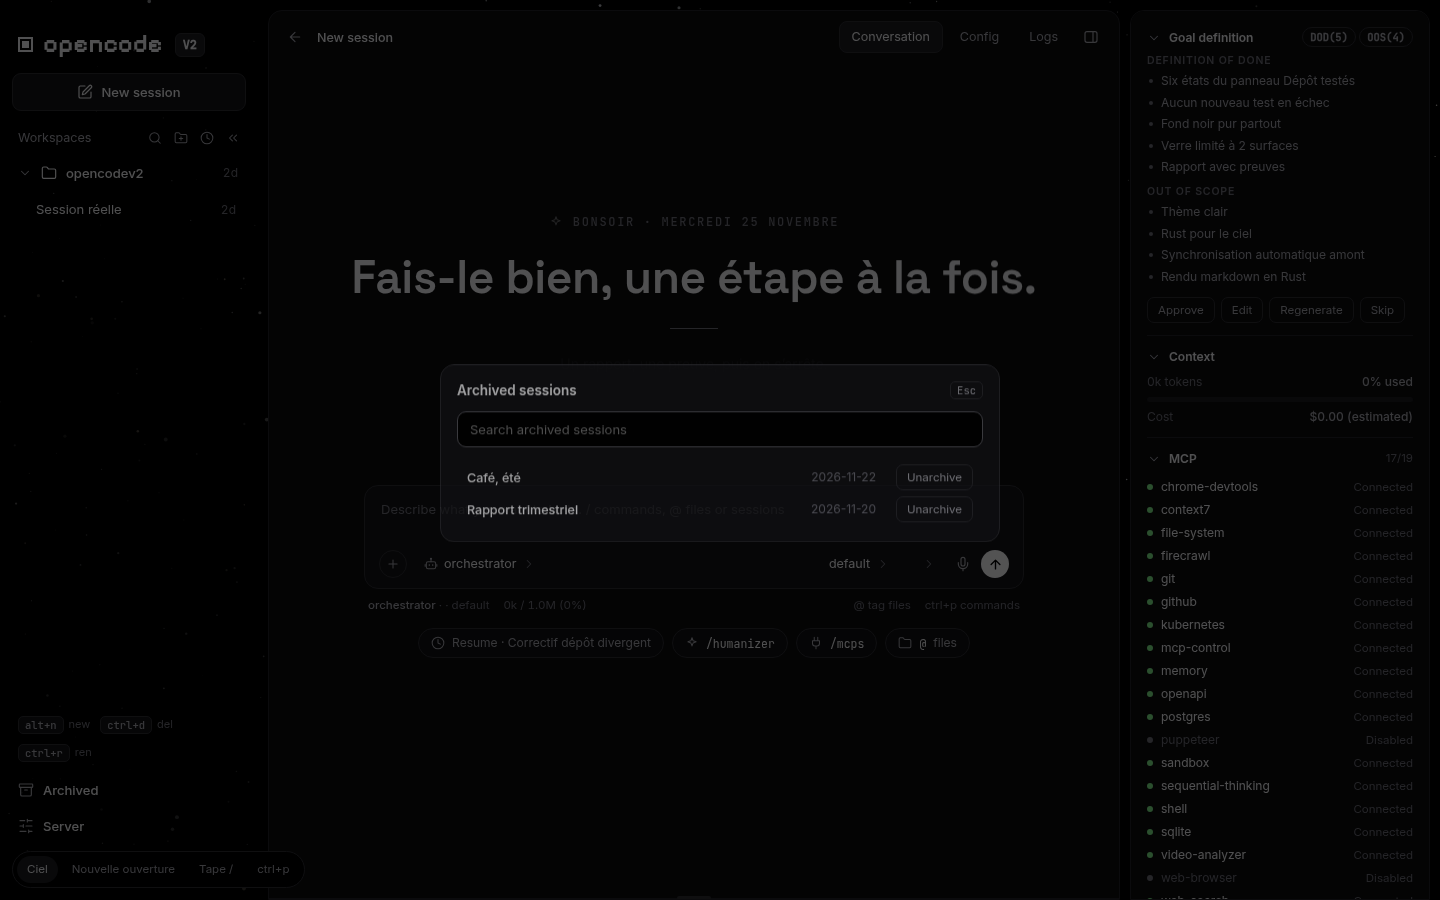 opencode V2
New session
Workspaces
opencodev2 2d
Session réelle 2d
alt+n new ctrl+d del
ctrl+r ren
Archived
Server
Ciel Nouvelle ouverture Tape / ctrl+p
New session
Conversation Config Logs
BONSOIR · MERCREDI 25 NOVEMBRE
Fais-le bien, une étape à la fois.
Archived sessions Esc
Search archived sessions
Café, été 2026-11-22 Unarchive
Rapport trimestriel 2026-11-20 Unarchive
Describe / commands, @ files or sessions
orchestrator default
orchestrator · · default 0k / 1.0M (0%) @ tag files ctrl+p commands
Resume · Correctif dépôt divergent /humanizer /mcps @ files
Goal definition DOD(5) OOS(4)
DEFINITION OF DONE
• Six états du panneau Dépôt testés
• Aucun nouveau test en échec
• Fond noir pur partout
• Verre limité à 2 surfaces
• Rapport avec preuves
OUT OF SCOPE
• Thème clair
• Rust pour le ciel
• Synchronisation automatique amont
• Rendu markdown en Rust
Approve Edit Regenerate Skip
Context
0k tokens 0% used
Cost $0.00 (estimated)
MCP 17/19
chrome-devtools Connected
context7 Connected
file-system Connected
firecrawl Connected
git Connected
github Connected
kubernetes Connected
mcp-control Connected
memory Connected
openapi Connected
postgres Connected
puppeteer Disabled
sandbox Connected
sequential-thinking Connected
shell Connected
sqlite Connected
video-analyzer Connected
web-browser Disabled